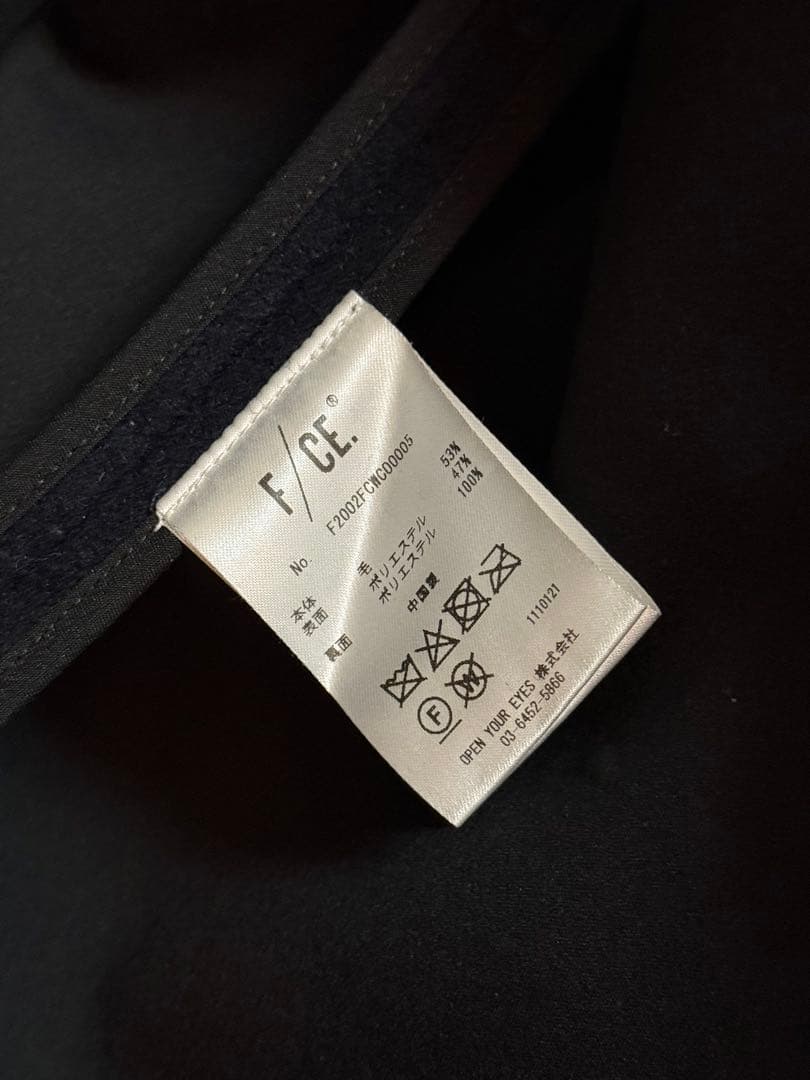 F/CE.®
No. F2002FCWC00005
本体
表面 毛 53%
ポリエステル 47%
裏面 ポリエステル 100%
中国製
F W
1110121
OPEN YOUR EYES 株式会社
03-6452-5866